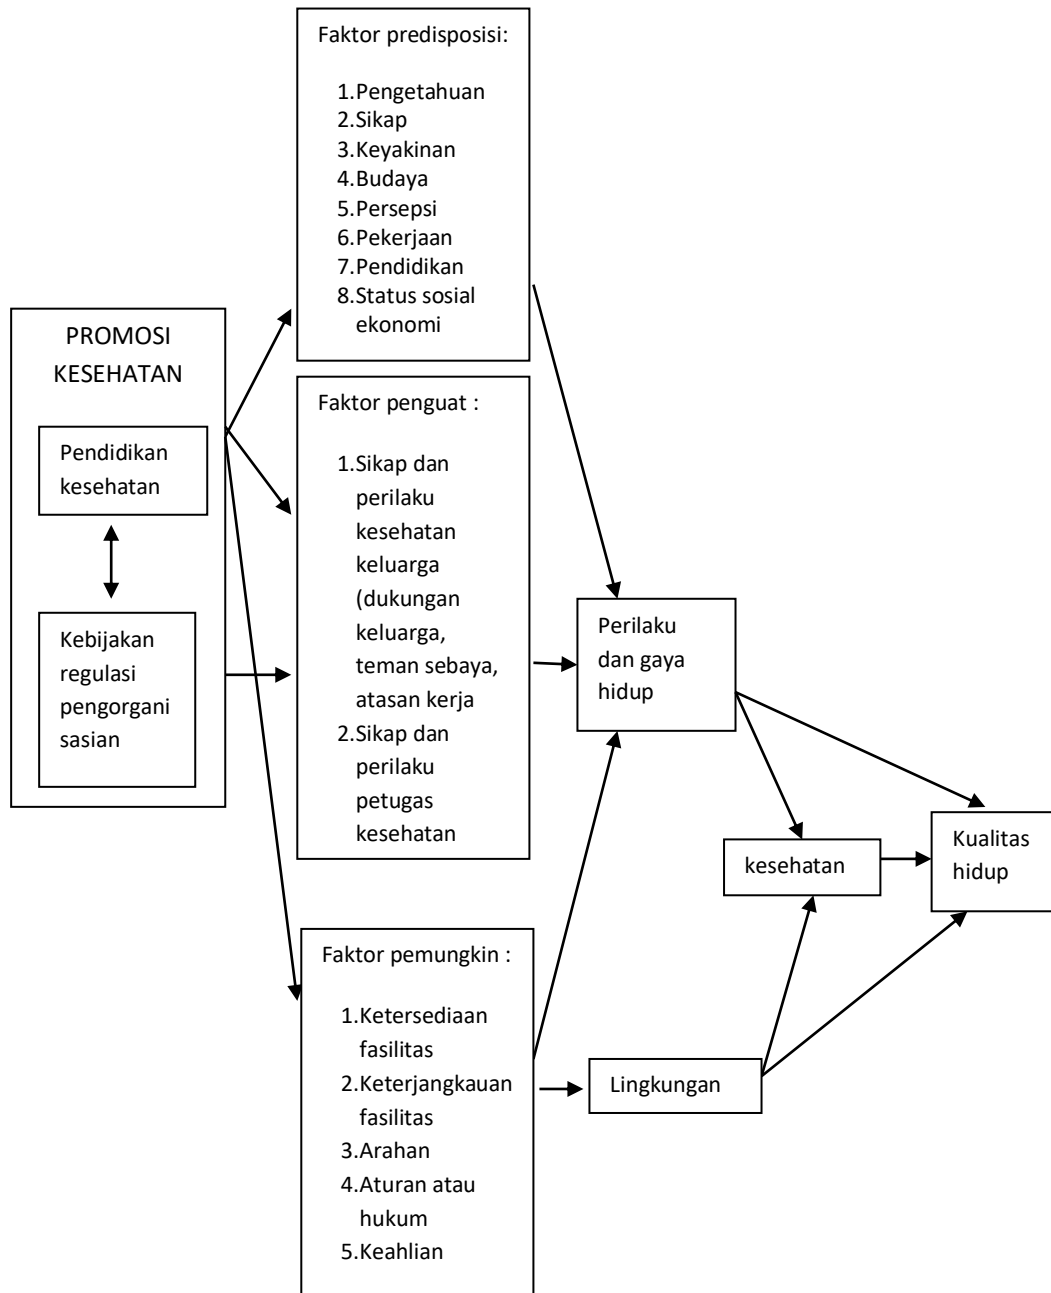 Faktor predisposisi:
1.Pengetahuan
2.Sikap
3.Keyakinan
4.Budaya
5.Persepsi
6.Pekerjaan
7.Pendidikan
8.Status sosial
ekonomi
PROMOSI
KESEHATAN
Pendidikan
kesehatan
Kebijakan
regulasi
pengorgani
sasian
Faktor penguat :
1.Sikap dan
perilaku
kesehatan
keluarga
(dukungan
keluarga,
teman sebaya,
atasan kerja
2.Sikap dan
perilaku
petugas
kesehatan
Faktor pemungkin :
1.Ketersediaan
fasilitas
2.Keterjangkauan
fasilitas
3.Arahan
4.Aturan atau
hukum
5.Keahlian
Perilaku
dan gaya
hidup
Lingkungan
kesehatan
Kualitas
hidup